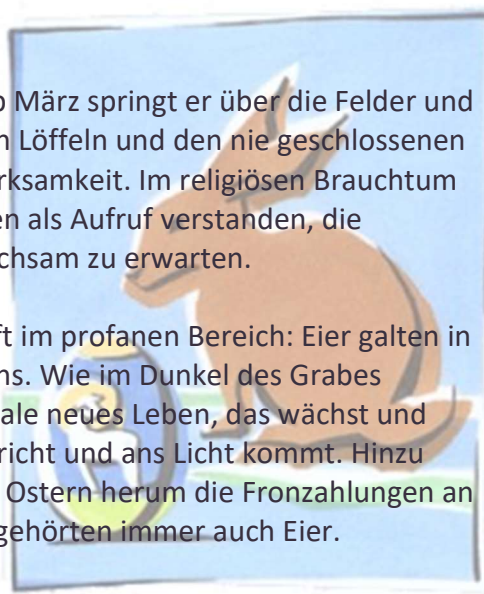 März springt er über die Felder und
Löffeln und den nie geschlossenen
rksamkeit. Im religiösen Brauchtum
en als Aufruf verstanden, die
chsam zu erwarten.
ft im profanen Bereich: Eier galten in
ns. Wie im Dunkel des Grabes
ale neues Leben, das wächst und
richt und ans Licht kommt. Hinzu
Ostern herum die Fronzahlungen an
gehörten immer auch Eier.